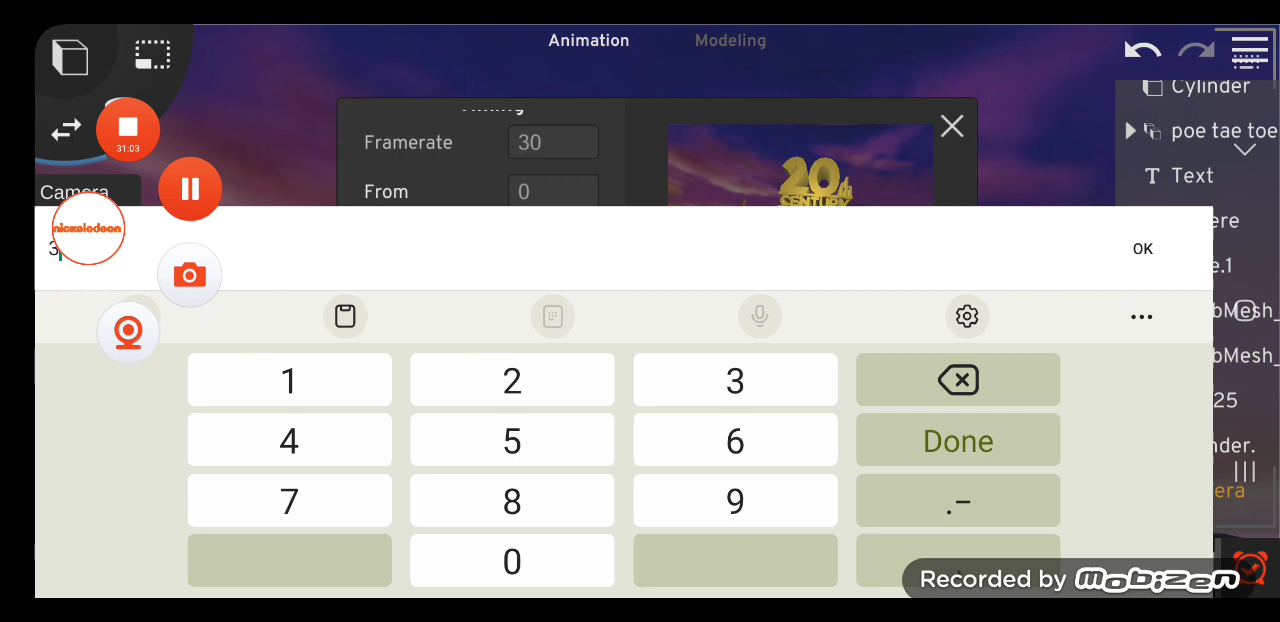 Animation
Modeling
Cylinder
Framerate
30
poe tae toe
31:03
Text
Camera
From
0
20th
CENTURY
nickelodeon
3
OK
ere
e.1
bMesh_
bMesh_
25
nder.
era
1
2
3
4
5
6
Done
7
8
9
.-
0
Recorded by mobizen